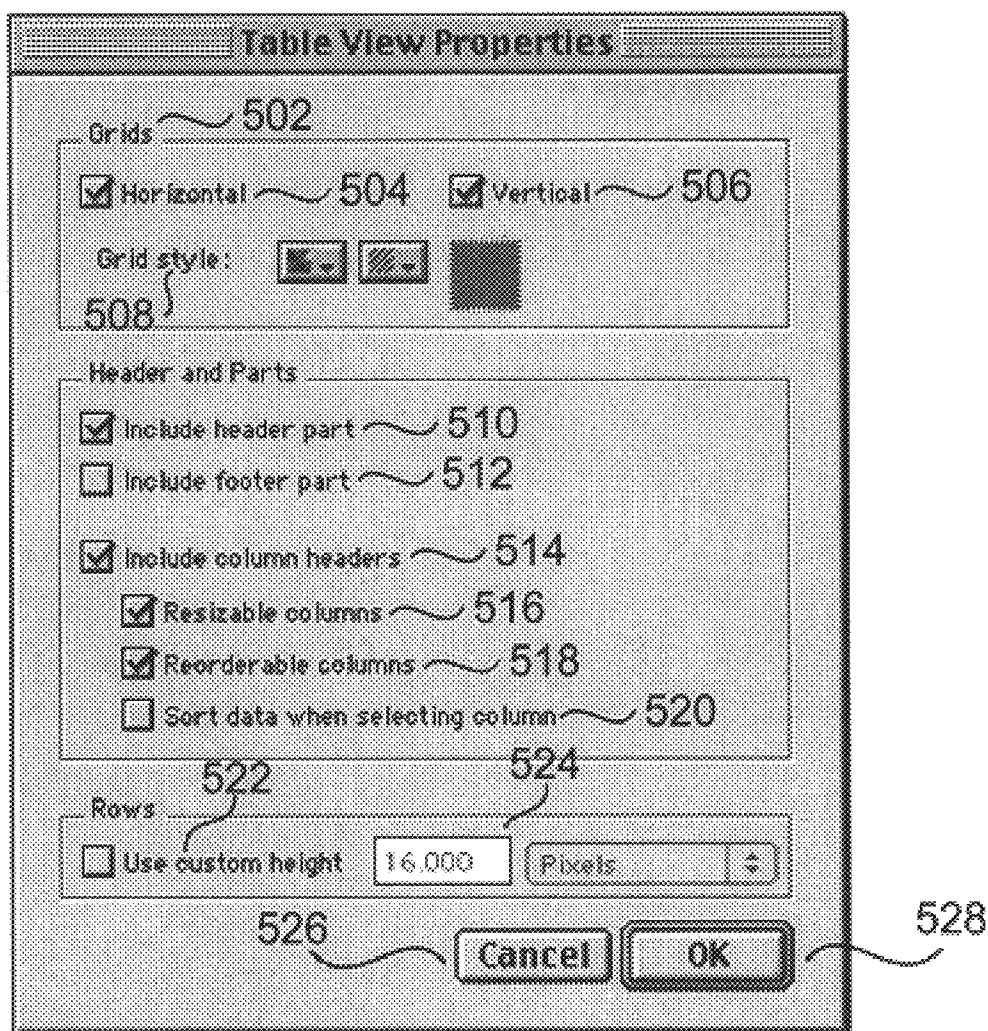 Table View Properties
Grids 502
Horizontal 504 Vertical 506
Grid style:
508
Header and Parts
Include header part 510
Include footer part 512
Include column headers 514
Resizable columns 516
Reorderable columns 518
Sort data when selecting column 520
522 524
Rows
Use custom height 16.000 Pixels
526 Cancel OK 528